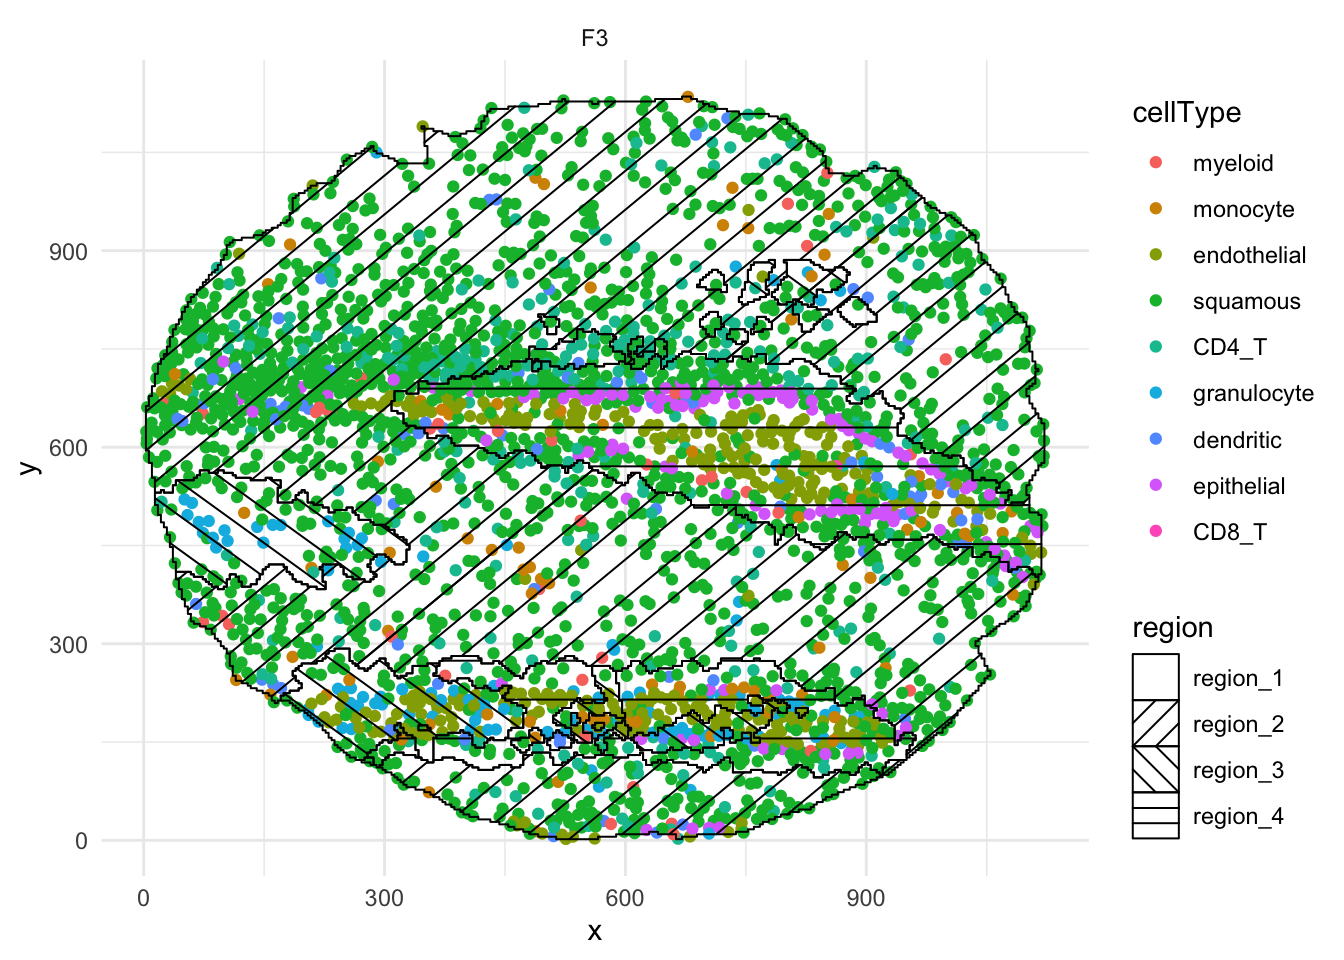 F3
900
600
300
0
y
0 300 600 900
x
cellType
myeloid
monocyte
endothelial
squamous
CD4_T
granulocyte
dendritic
epithelial
CD8_T
region
region_1
region_2
region_3
region_4